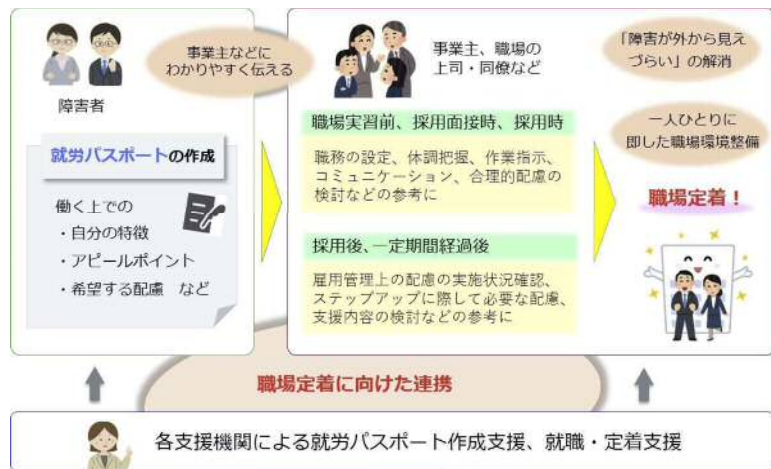 事業主などに
わかりやすく伝える
障害者
就労パスポートの作成
働く上での
・自分の特徴
・アピールポイント
・希望する配慮 など
事業主、職場の
上司・同僚など
職場実習前、採用面接時、採用時
職務の設定、体調把握、作業指示、
コミュニケーション、合理的配慮の
検討などの参考に
採用後、一定期間経過後
雇用管理上の配慮の実施状況確認、
ステップアップに際して必要な配慮、
支援内容の検討などの参考に
「障害が外から見え
づらい」の解消
一人ひとりに
即した職場環境整備
職場定着！
職場定着に向けた連携
各支援機関による就労パスポート作成支援、就職・定着支援